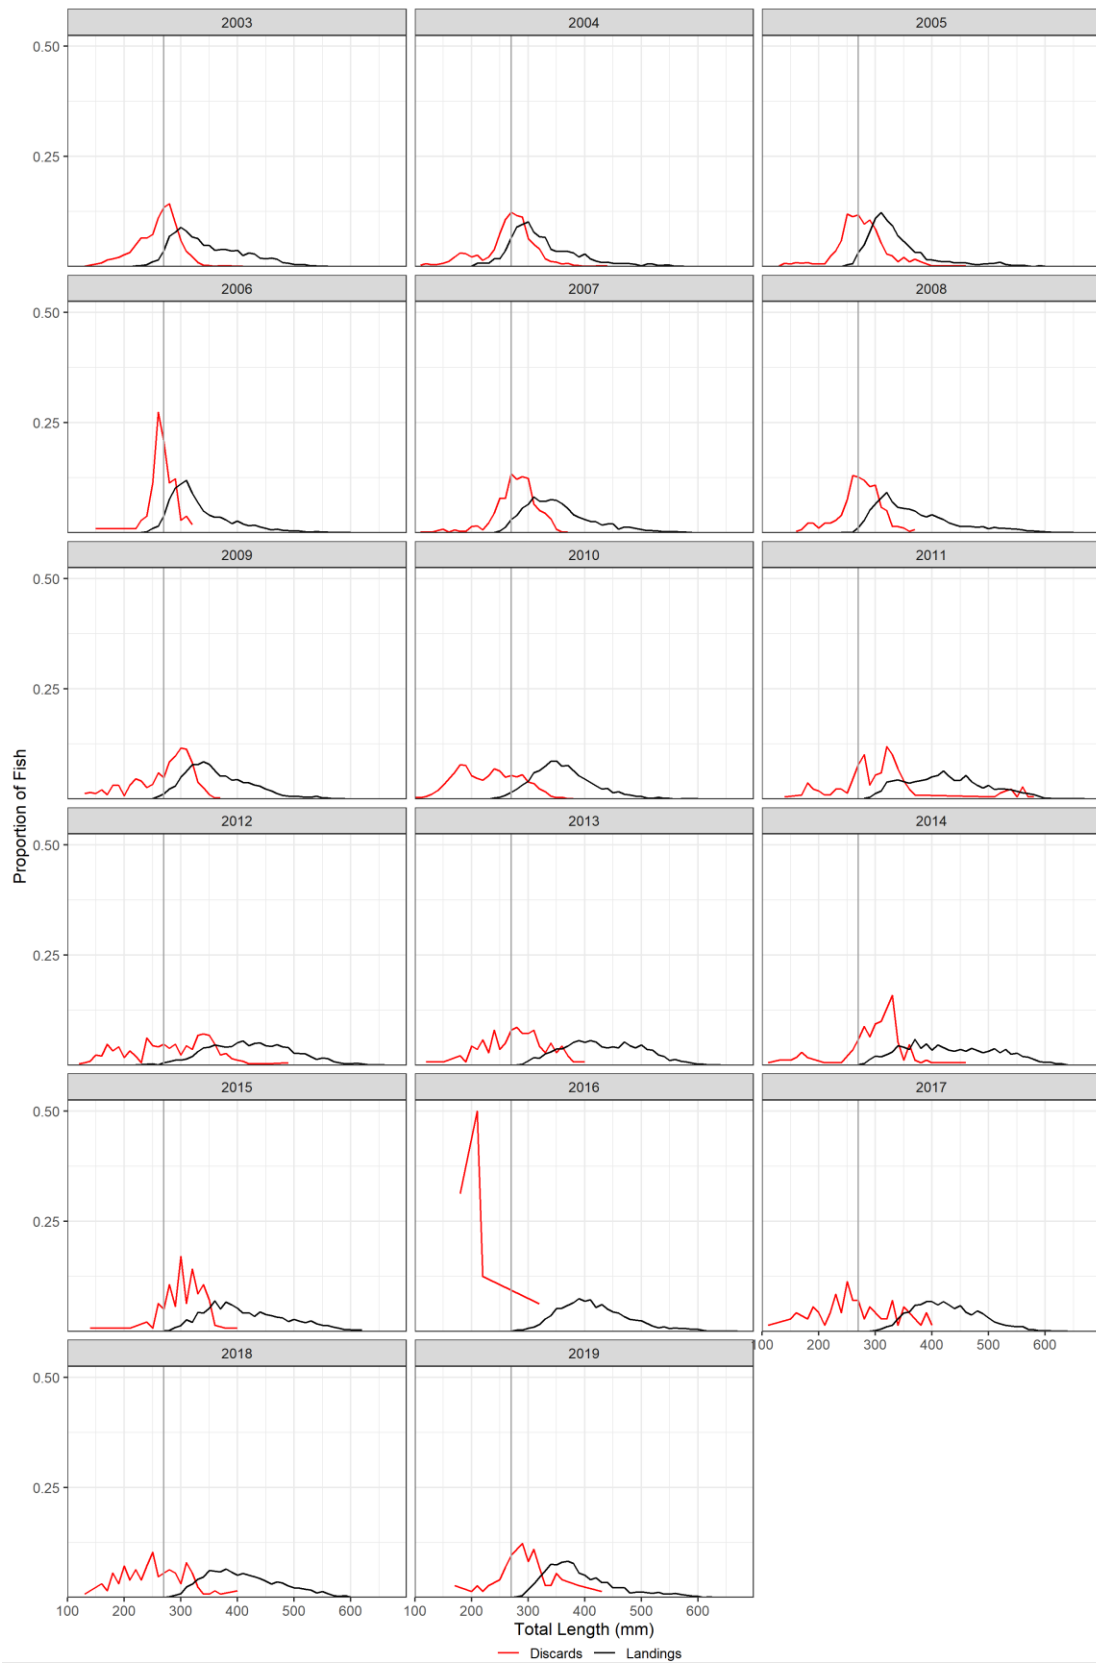 2003 2004 2005
0.50
0.25
2006 2007 2008
0.50
0.25
2009 2010 2011
0.50
0.25
2012 2013 2014
0.50
0.25
2015 2016 2017
0.50
0.25
100 200 300 400 500 600
2018 2019
0.50
0.25
100 200 300 400 500 600 100 200 300 400 500 600
Proportion of Fish
Total Length (mm)
Discards Landings